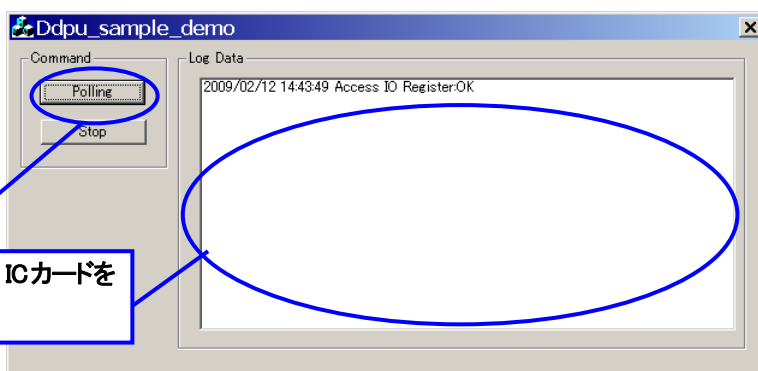 Ddpu_sample_demo
Command
Polling
Stop
Log Data
2009/02/12 14:43:49 Access IO Register:OK
ICカードを